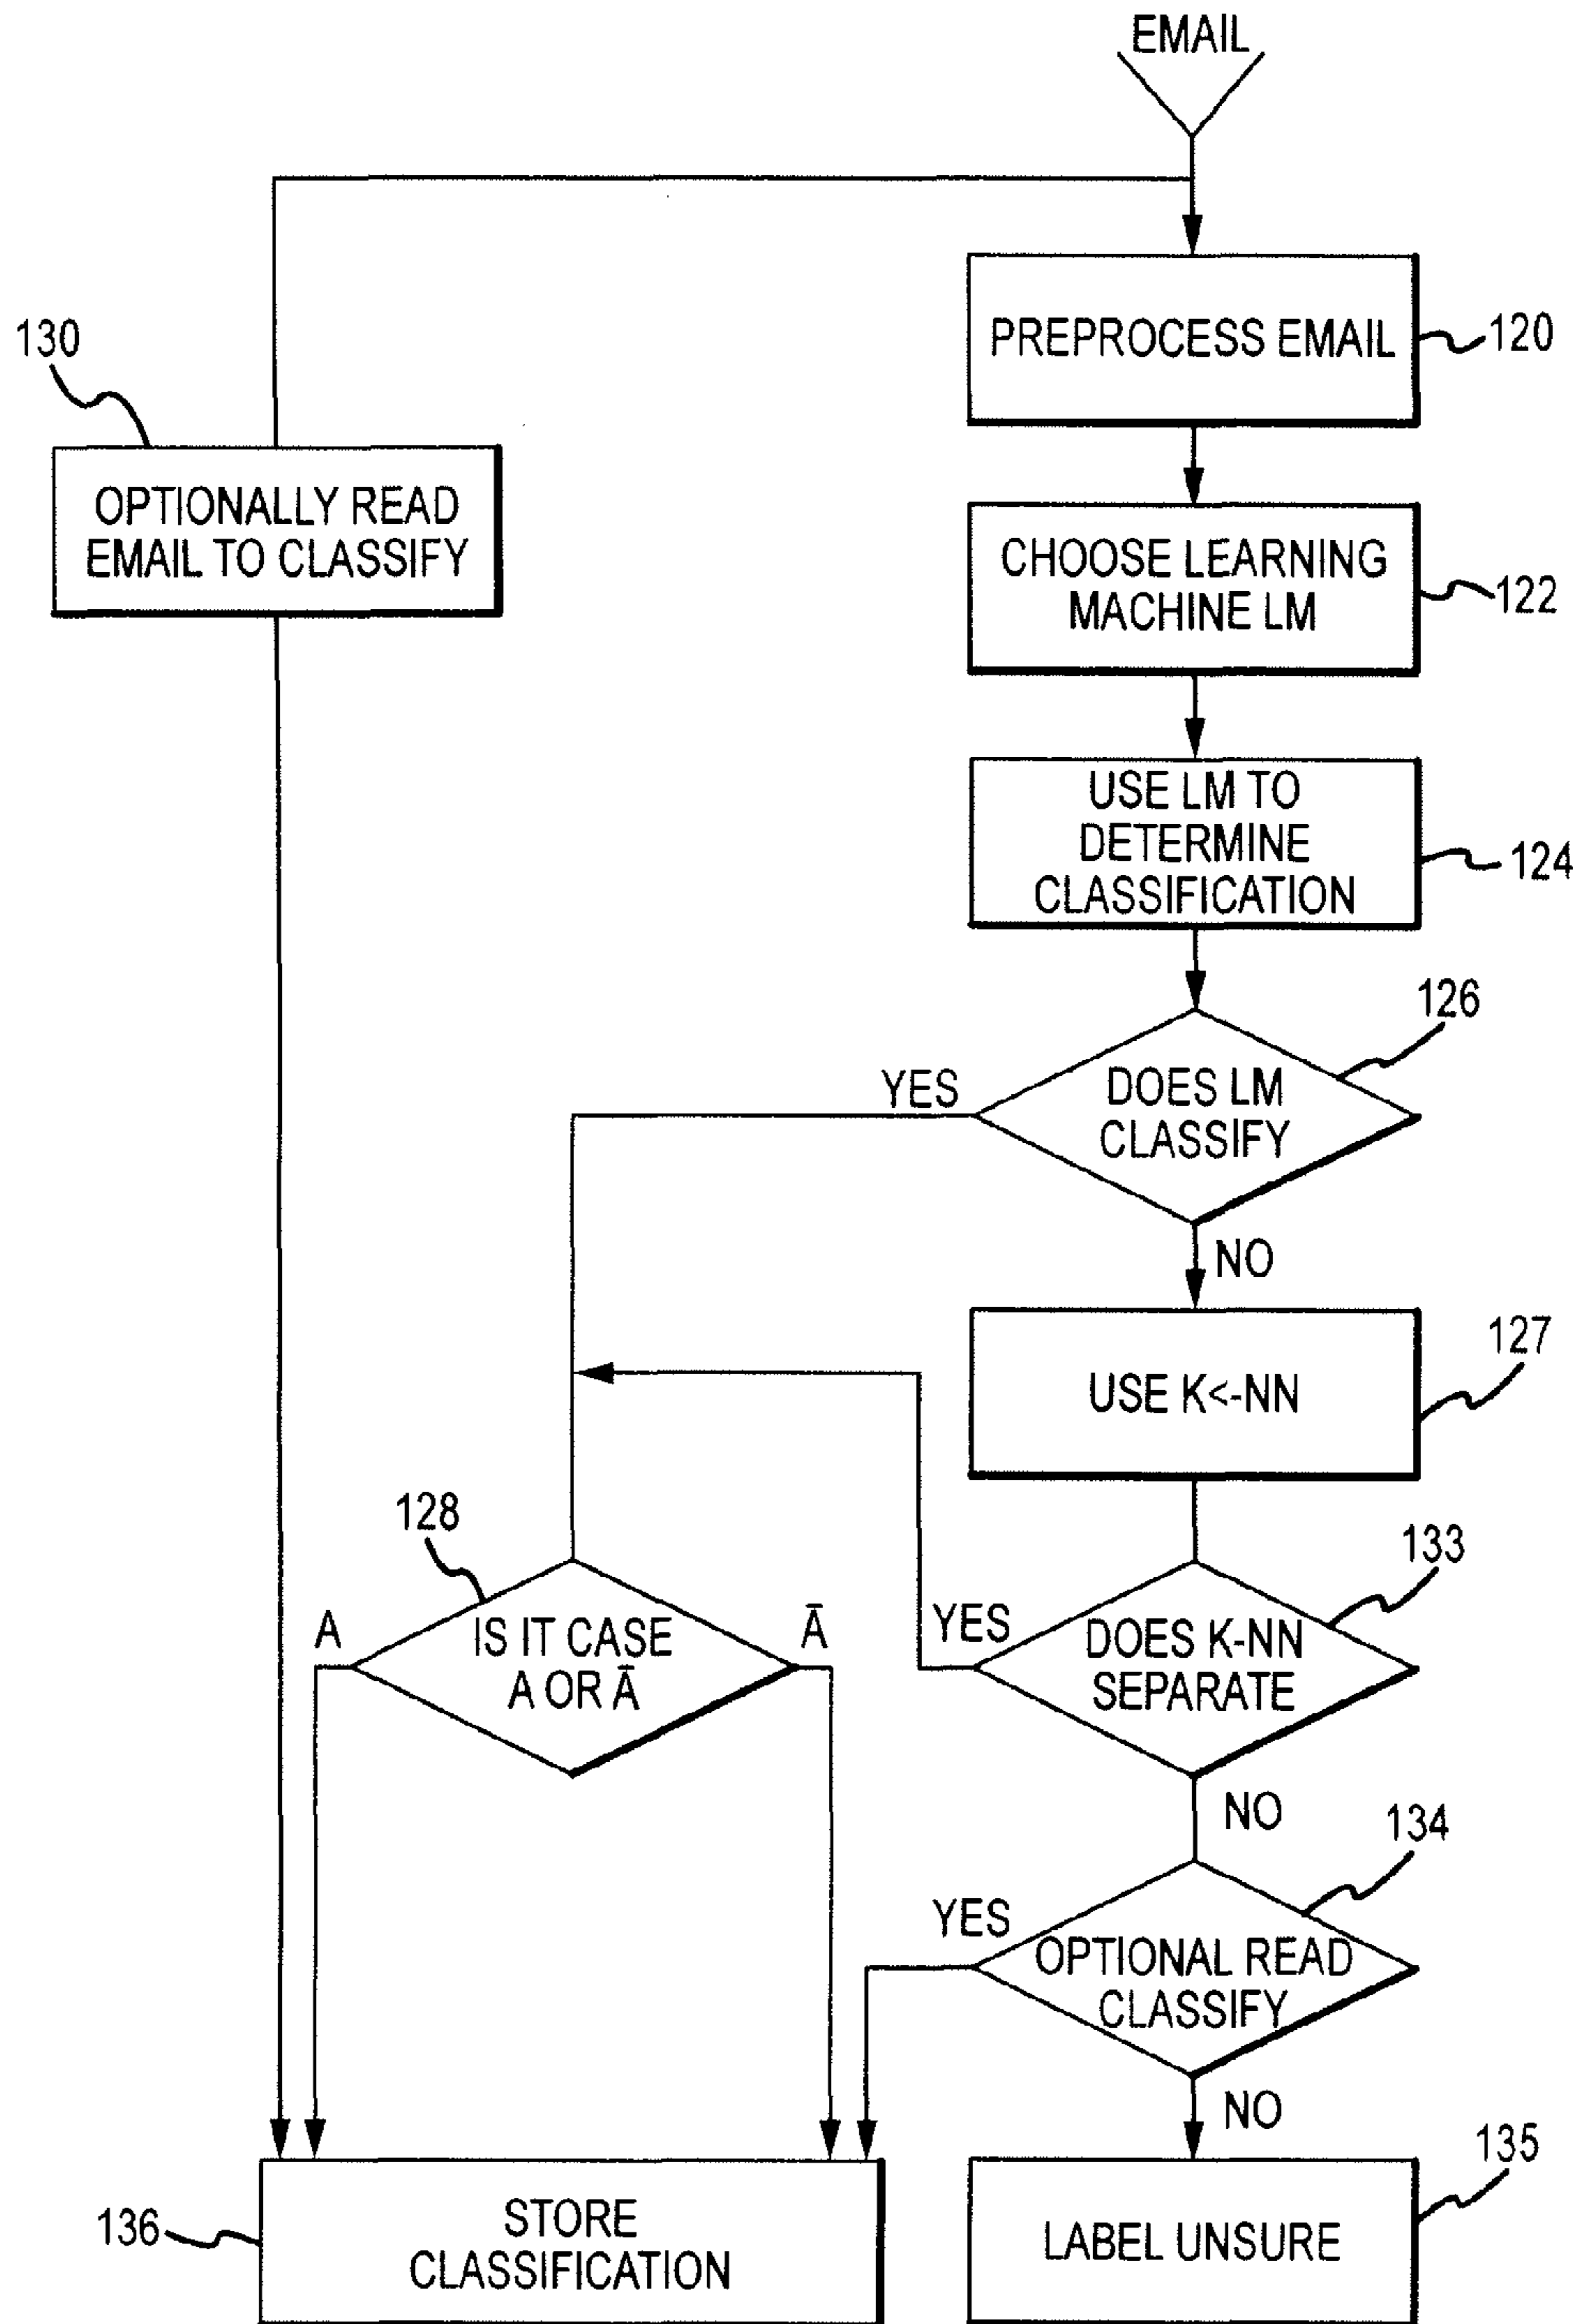 EMAIL
PREPROCESS EMAIL
120
130
OPTIONALLY READ
EMAIL TO CLASSIFY
CHOOSE LEARNING
MACHINE LM
122
USE LM TO
DETERMINE
CLASSIFICATION
124
126
YES
DOES LM
CLASSIFY
NO
127
USE K<-NN
128
133
A
IS IT CASE
A OR Ā
Ā
YES
DOES K-NN
SEPARATE
NO
134
YES
OPTIONAL READ
CLASSIFY
NO
135
136
STORE
CLASSIFICATION
LABEL UNSURE